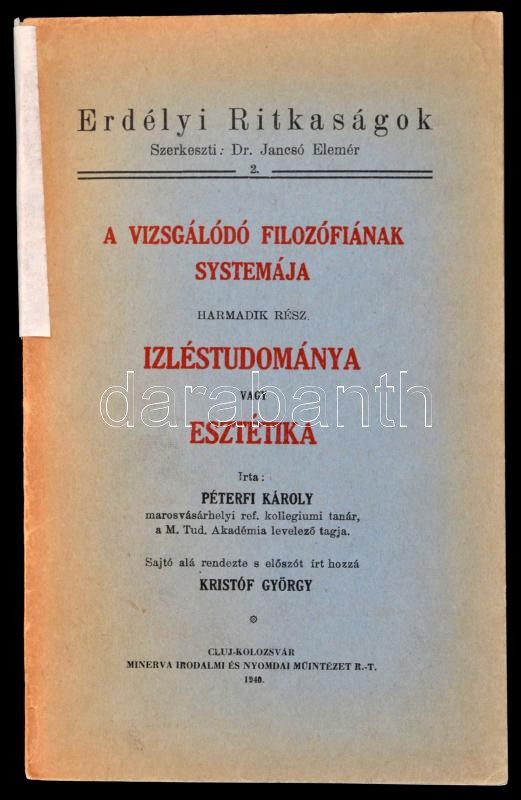 Erdélyi Ritkaságok
Szerkeszti: Dr. Jancsó Elemér
2.
A VIZSGÁLÓDÓ FILOZÓFIÁNAK
SYSTEMÁJA
HARMADIK RÉSZ.
IZLÉSTUDOMÁNYA
VAGY
darabanth
ESZTÉTIKA
Irta:
PÉTERFI KÁROLY
marosvásárhelyi ref. kollegiumi tanár,
a M. Tud. Akadémia levelező tagja.
Sajtó alá rendezte s előszót írt hozzá
KRISTÓF GYÖRGY
CLUJ-KOLOZSVÁR
MINERVA IRODALMI ÉS NYOMDAI MŰINTÉZET R.-T.
1940.